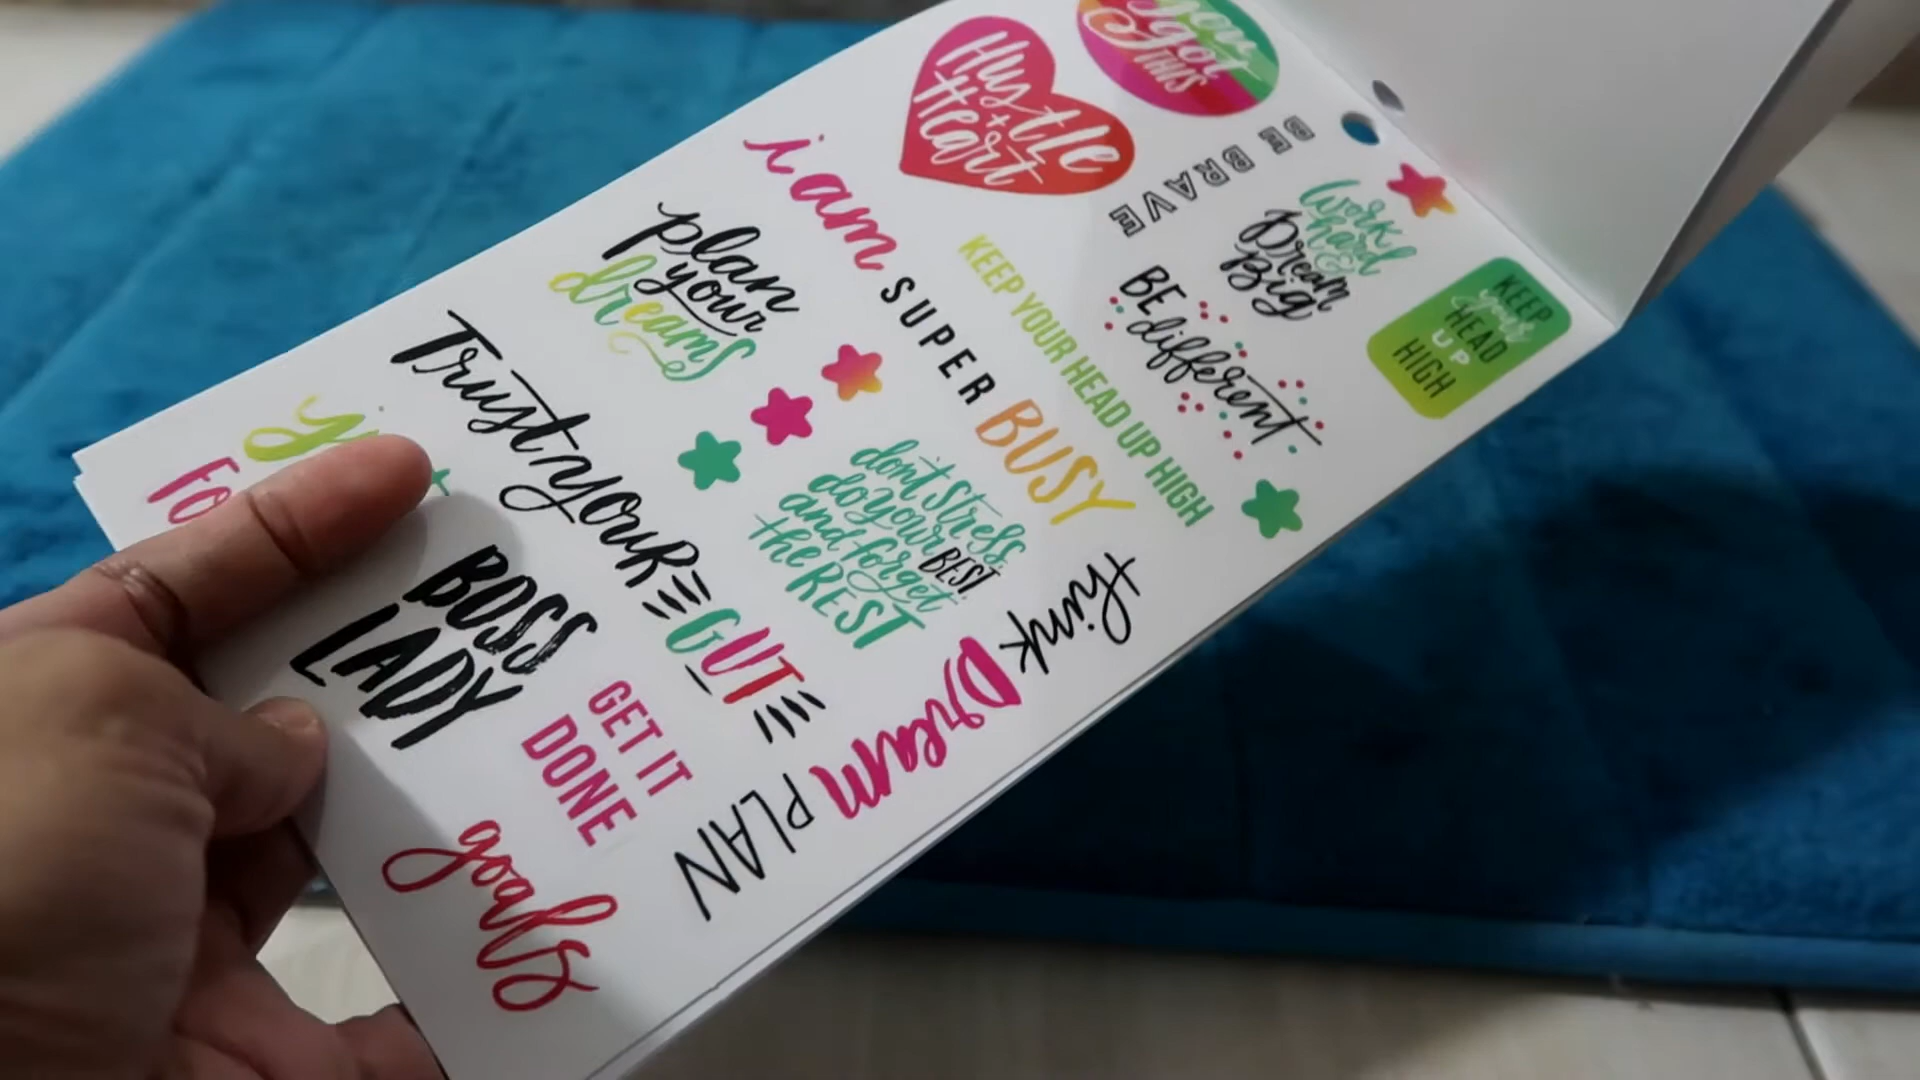 you
got
THIS
Hustle
+
Heart
BE BRAVE
work
hard
&
Dream
Big
KEEP
your
HEAD
UP
HIGH
i am SUPER BUSY
KEEP YOUR HEAD UP HIGH
BE
different
plan
your
dreams
don't stress
do your BEST
and forget
the REST
Trust your GUT
think Dream PLAN
BOSS
LADY
GET IT
DONE
goals